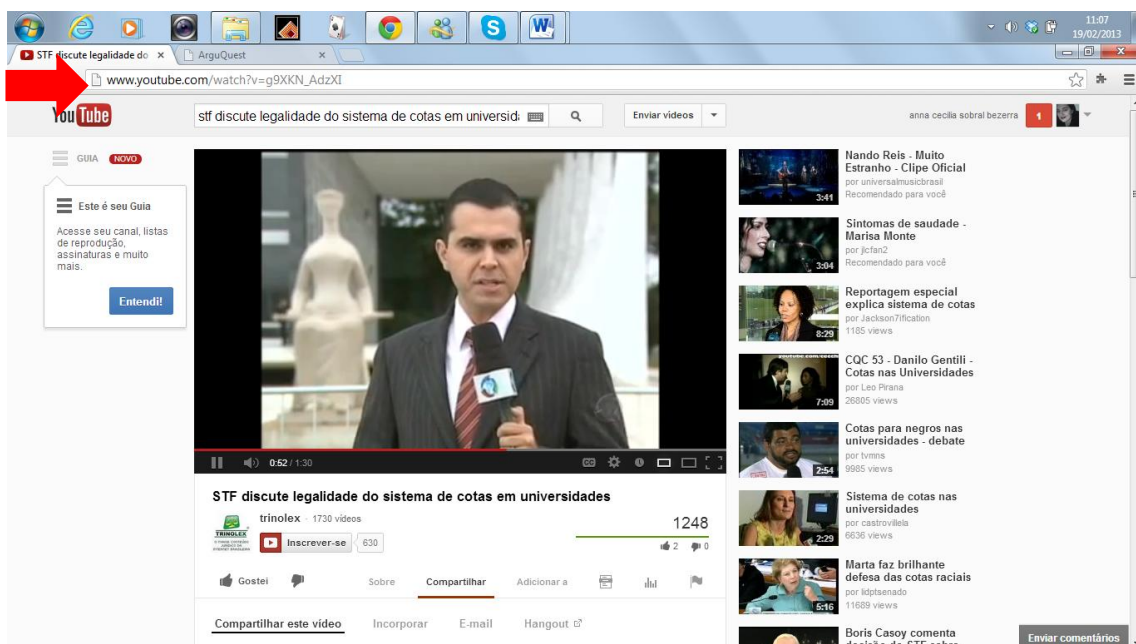 11:07
19/02/2013
STF discute legalidade do
ArguQuest
www.youtube.com/watch?v=g9XKN_AdzXI
You Tube
stf discute legalidade do sistema de cotas em universid
Enviar vídeos
anna cecilia sobral bezerra
1
GUIA NOVO
Este é seu Guia
Acesse seu canal, listas
de reprodução,
assinaturas e muito
mais.
Entendi!
0:52 / 1:30
STF discute legalidade do sistema de cotas em universidades
trinolex · 1730 vídeos
TRINOLEX
Inscrever-se 630
1248
2 0
Gostei
Sobre
Compartilhar
Adicionar a
Compartilhar este vídeo
Incorporar
E-mail
Hangout
Nando Reis - Muito
Estranho - Clipe Oficial
por universalmusicbrasil
Recomendado para você
3:41
Sintomas de saudade -
Marisa Monte
por jlcfan2
Recomendado para você
3:04
Reportagem especial
explica sistema de cotas
por Jackson7ification
1185 views
8:29
CQC 53 - Danilo Gentili -
Cotas nas Universidades
por Leo Pirana
26805 views
7:09
Cotas para negros nas
universidades - debate
por tvmns
9985 views
2:54
Sistema de cotas nas
universidades
por castrovillela
6636 views
2:29
Marta faz brilhante
defesa das cotas raciais
por lidptsenado
11689 views
5:16
Boris Casoy comenta
decisão do STF sobre
Enviar comentários